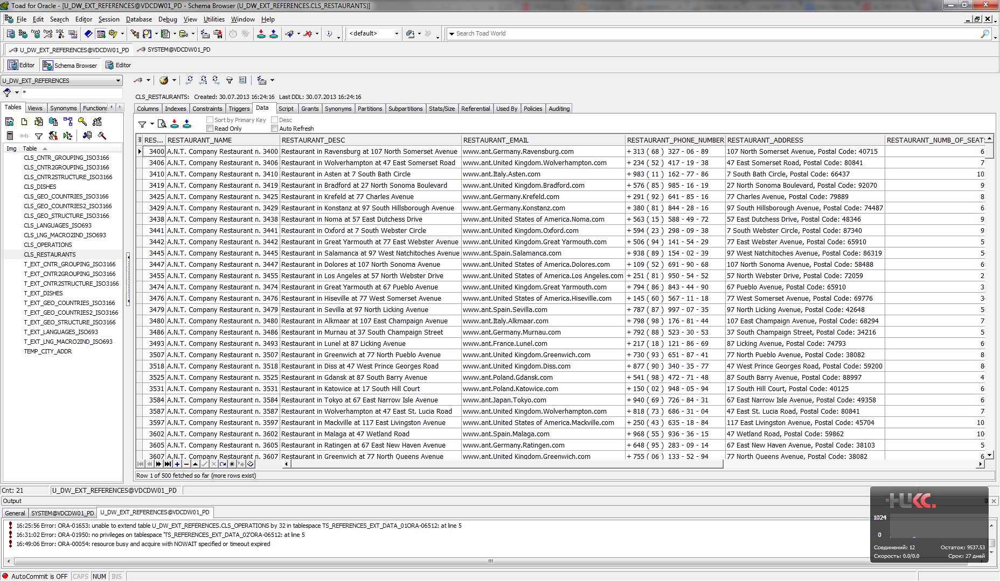 Toad for Oracle - [U_DW_EXT_REFERENCES@VDCDW01_PD - Schema Browser (U_DW_EXT_REFERENCES.CLS_RESTAURANTS)]
File Edit Search Editor Session Database Debug View Utilities Window Help
<default> Search Toad World
U_DW_EXT_REFERENCES@VDCDW01_PD SYSTEM@VDCDW01_PD
Editor Schema Browser Editor
U_DW_EXT_REFERENCES
*
Tables Views Synonyms Functions
Img Table
CLS_CNTR_GROUPING_ISO3166
CLS_CNTR2GROUPING_ISO3166
CLS_CNTR2STRUCTURE_ISO3166
CLS_DISHES
CLS_GEO_COUNTRIES_ISO3166
CLS_GEO_COUNTRIES2_ISO3166
CLS_GEO_STRUCTURE_ISO3166
CLS_LANGUAGES_ISO693
CLS_LNG_MACRO2IND_ISO693
CLS_OPERATIONS
CLS_RESTAURANTS
T_EXT_CNTR_GROUPING_ISO3166
T_EXT_CNTR2GROUPING_ISO3166
T_EXT_CNTR2STRUCTURE_ISO3166
T_EXT_DISHES
T_EXT_GEO_COUNTRIES_ISO3166
T_EXT_GEO_COUNTRIES2_ISO3166
T_EXT_GEO_STRUCTURE_ISO3166
T_EXT_LANGUAGES_ISO693
T_EXT_LNG_MACRO2IND_ISO693
TEMP_CITY_ADDR
CLS_RESTAURANTS: Created: 30.07.2013 16:24:16 Last DDL: 30.07.2013 16:24:16
Columns Indexes Constraints Triggers Data Script Grants Synonyms Partitions Subpartitions Stats/Size Referential Used By Policies Auditing
Sort by Primary Key Desc
Read Only Auto Refresh
RES... RESTAURANT_NAME RESTAURANT_DESC RESTAURANT_EMAIL RESTAURANT_PHONE_NUMBER RESTAURANT_ADDRESS RESTAURANT_NUMB_OF_SEATS
3400 A.N.T. Company Restaurant n. 3400 Restaurant in Ravensburg at 107 North Somerset Avenue www.ant.Germany.Ravensburg.com + 313 ( 68 ) 327 - 06 - 89 107 North Somerset Avenue, Postal Code: 40715 6
3406 A.N.T. Company Restaurant n. 3406 Restaurant in Wolverhampton at 47 East Somerset Road www.ant.United Kingdom.Wolverhampton.com + 234 ( 52 ) 417 - 19 - 38 47 East Somerset Road, Postal Code: 80841 7
3410 A.N.T. Company Restaurant n. 3410 Restaurant in Asten at 7 South Bath Circle www.ant.Italy.Asten.com + 983 ( 11 ) 162 - 77 - 86 7 South Bath Circle, Postal Code: 66437 10
3419 A.N.T. Company Restaurant n. 3419 Restaurant in Bradford at 27 North Sonoma Boulevard www.ant.United Kingdom.Bradford.com + 576 ( 85 ) 985 - 16 - 19 27 North Sonoma Boulevard, Postal Code: 92070 9
3425 A.N.T. Company Restaurant n. 3425 Restaurant in Krefeld at 77 Charles Avenue www.ant.Germany.Krefeld.com + 291 ( 92 ) 641 - 85 - 16 77 Charles Avenue, Postal Code: 79889 8
3429 A.N.T. Company Restaurant n. 3429 Restaurant in Konstanz at 97 South Hillsborough Avenue www.ant.Germany.Konstanz.com + 380 ( 81 ) 844 - 28 - 16 97 South Hillsborough Avenue, Postal Code: 74487 6
3438 A.N.T. Company Restaurant n. 3438 Restaurant in Noma at 57 East Dutchess Drive www.ant.United States of America.Noma.com + 563 ( 15 ) 588 - 49 - 72 57 East Dutchess Drive, Postal Code: 48346 9
3441 A.N.T. Company Restaurant n. 3441 Restaurant in Oxford at 7 South Webster Circle www.ant.United Kingdom.Oxford.com + 594 ( 23 ) 298 - 09 - 38 7 South Webster Circle, Postal Code: 87340 9
3442 A.N.T. Company Restaurant n. 3442 Restaurant in Great Yarmouth at 77 East Webster Avenue www.ant.United Kingdom.Great Yarmouth.com + 506 ( 94 ) 141 - 54 - 29 77 East Webster Avenue, Postal Code: 65910 5
3445 A.N.T. Company Restaurant n. 3445 Restaurant in Salamanca at 97 West Natchitoches Avenue www.ant.Spain.Salamanca.com + 938 ( 89 ) 154 - 02 - 39 97 West Natchitoches Avenue, Postal Code: 86319 5
3447 A.N.T. Company Restaurant n. 3447 Restaurant in Dolores at 107 North Sonoma Avenue www.ant.United States of America.Dolores.com + 109 ( 52 ) 691 - 90 - 68 107 North Sonoma Avenue, Postal Code: 58488 6
3455 A.N.T. Company Restaurant n. 3455 Restaurant in Los Angeles at 57 North Webster Drive www.ant.United States of America.Los Angeles.com + 251 ( 81 ) 950 - 54 - 52 57 North Webster Drive, Postal Code: 72059 2
3474 A.N.T. Company Restaurant n. 3474 Restaurant in Great Yarmouth at 67 Pueblo Avenue www.ant.United Kingdom.Great Yarmouth.com + 794 ( 86 ) 843 - 44 - 90 67 Pueblo Avenue, Postal Code: 65910 3
3476 A.N.T. Company Restaurant n. 3476 Restaurant in Hiseville at 77 West Somerset Avenue www.ant.United States of America.Hiseville.com + 145 ( 60 ) 567 - 11 - 18 77 West Somerset Avenue, Postal Code: 69776 3
3479 A.N.T. Company Restaurant n. 3479 Restaurant in Sevilla at 97 North Licking Avenue www.ant.Spain.Sevilla.com + 787 ( 87 ) 997 - 07 - 35 97 North Licking Avenue, Postal Code: 42648 5
3480 A.N.T. Company Restaurant n. 3480 Restaurant in Alkmaar at 107 East Champaign Avenue www.ant.Italy.Alkmaar.com + 798 ( 98 ) 176 - 81 - 44 107 East Champaign Avenue, Postal Code: 68294 7
3486 A.N.T. Company Restaurant n. 3486 Restaurant in Murnau at 37 South Champaign Street www.ant.Germany.Murnau.com + 792 ( 88 ) 523 - 30 - 53 37 South Champaign Street, Postal Code: 34216 5
3493 A.N.T. Company Restaurant n. 3493 Restaurant in Lunel at 87 Licking Avenue www.ant.France.Lunel.com + 217 ( 18 ) 121 - 86 - 69 87 Licking Avenue, Postal Code: 74793 6
3507 A.N.T. Company Restaurant n. 3507 Restaurant in Greenwich at 77 North Pueblo Avenue www.ant.United Kingdom.Greenwich.com + 730 ( 93 ) 651 - 87 - 41 77 North Pueblo Avenue, Postal Code: 38082 8
3518 A.N.T. Company Restaurant n. 3518 Restaurant in Diss at 47 West Prince Georges Road www.ant.United Kingdom.Diss.com + 877 ( 90 ) 340 - 35 - 77 47 West Prince Georges Road, Postal Code: 59200 8
3525 A.N.T. Company Restaurant n. 3525 Restaurant in Gdansk at 87 South Barry Avenue www.ant.Poland.Gdansk.com + 541 ( 98 ) 472 - 71 - 48 87 South Barry Avenue, Postal Code: 88997 4
3531 A.N.T. Company Restaurant n. 3531 Restaurant in Katowice at 17 South Hill Court www.ant.Poland.Katowice.com + 150 ( 02 ) 948 - 05 - 94 17 South Hill Court, Postal Code: 40125 6
3584 A.N.T. Company Restaurant n. 3584 Restaurant in Tokyo at 67 East Narrow Isle Avenue www.ant.Japan.Tokyo.com + 940 ( 69 ) 726 - 84 - 31 67 East Narrow Isle Avenue, Postal Code: 49358 6
3587 A.N.T. Company Restaurant n. 3587 Restaurant in Wolverhampton at 47 East St. Lucia Road www.ant.United Kingdom.Wolverhampton.com + 818 ( 73 ) 686 - 31 - 04 47 East St. Lucia Road, Postal Code: 80841 7
3597 A.N.T. Company Restaurant n. 3597 Restaurant in Mackville at 117 East Livingston Avenue www.ant.United States of America.Mackville.com + 250 ( 43 ) 635 - 18 - 84 117 East Livingston Avenue, Postal Code: 45704 10
3602 A.N.T. Company Restaurant n. 3602 Restaurant in Malaga at 47 Wetland Road www.ant.Spain.Malaga.com + 968 ( 55 ) 936 - 36 - 15 47 Wetland Road, Postal Code: 59862 10
3605 A.N.T. Company Restaurant n. 3605 Restaurant in Ratingen at 67 East New Haven Avenue www.ant.Germany.Ratingen.com + 648 ( 95 ) 283 - 09 - 14 67 East New Haven Avenue, Postal Code: 38103 5
3607 A.N.T. Company Restaurant n. 3607 Restaurant in Greenwich at 77 North Queens Avenue www.ant.United Kingdom.Greenwich.com + 755 ( 06 ) 133 - 52 - 94 77 North Queens Avenue, Postal Code: 38082 6
Row 1 of 500 fetched so far (more rows exist)
Cnt: 21 U_DW_EXT_REFERENCES@VDCDW01_PD
Output
General SYSTEM@VDCDW01_PD U_DW_EXT_REFERENCES@VDCDW01_PD
16:25:56 Error: ORA-01653: unable to extend table U_DW_EXT_REFERENCES.CLS_OPERATIONS by 32 in tablespace TS_REFERENCES_EXT_DATA_01ORA-06512: at line 5
16:31:02 Error: ORA-01950: no privileges on tablespace 'TS_REFERENCES_EXT_DATA_02'ORA-06512: at line 5
16:49:06 Error: ORA-00054: resource busy and acquire with NOWAIT specified or timeout expired
1024
0
Соединений: 12 Остаток: 9537.53
Скорость: 0.0/0.0 Срок: 27 дней
AutoCommit is OFF CAPS NUM INS